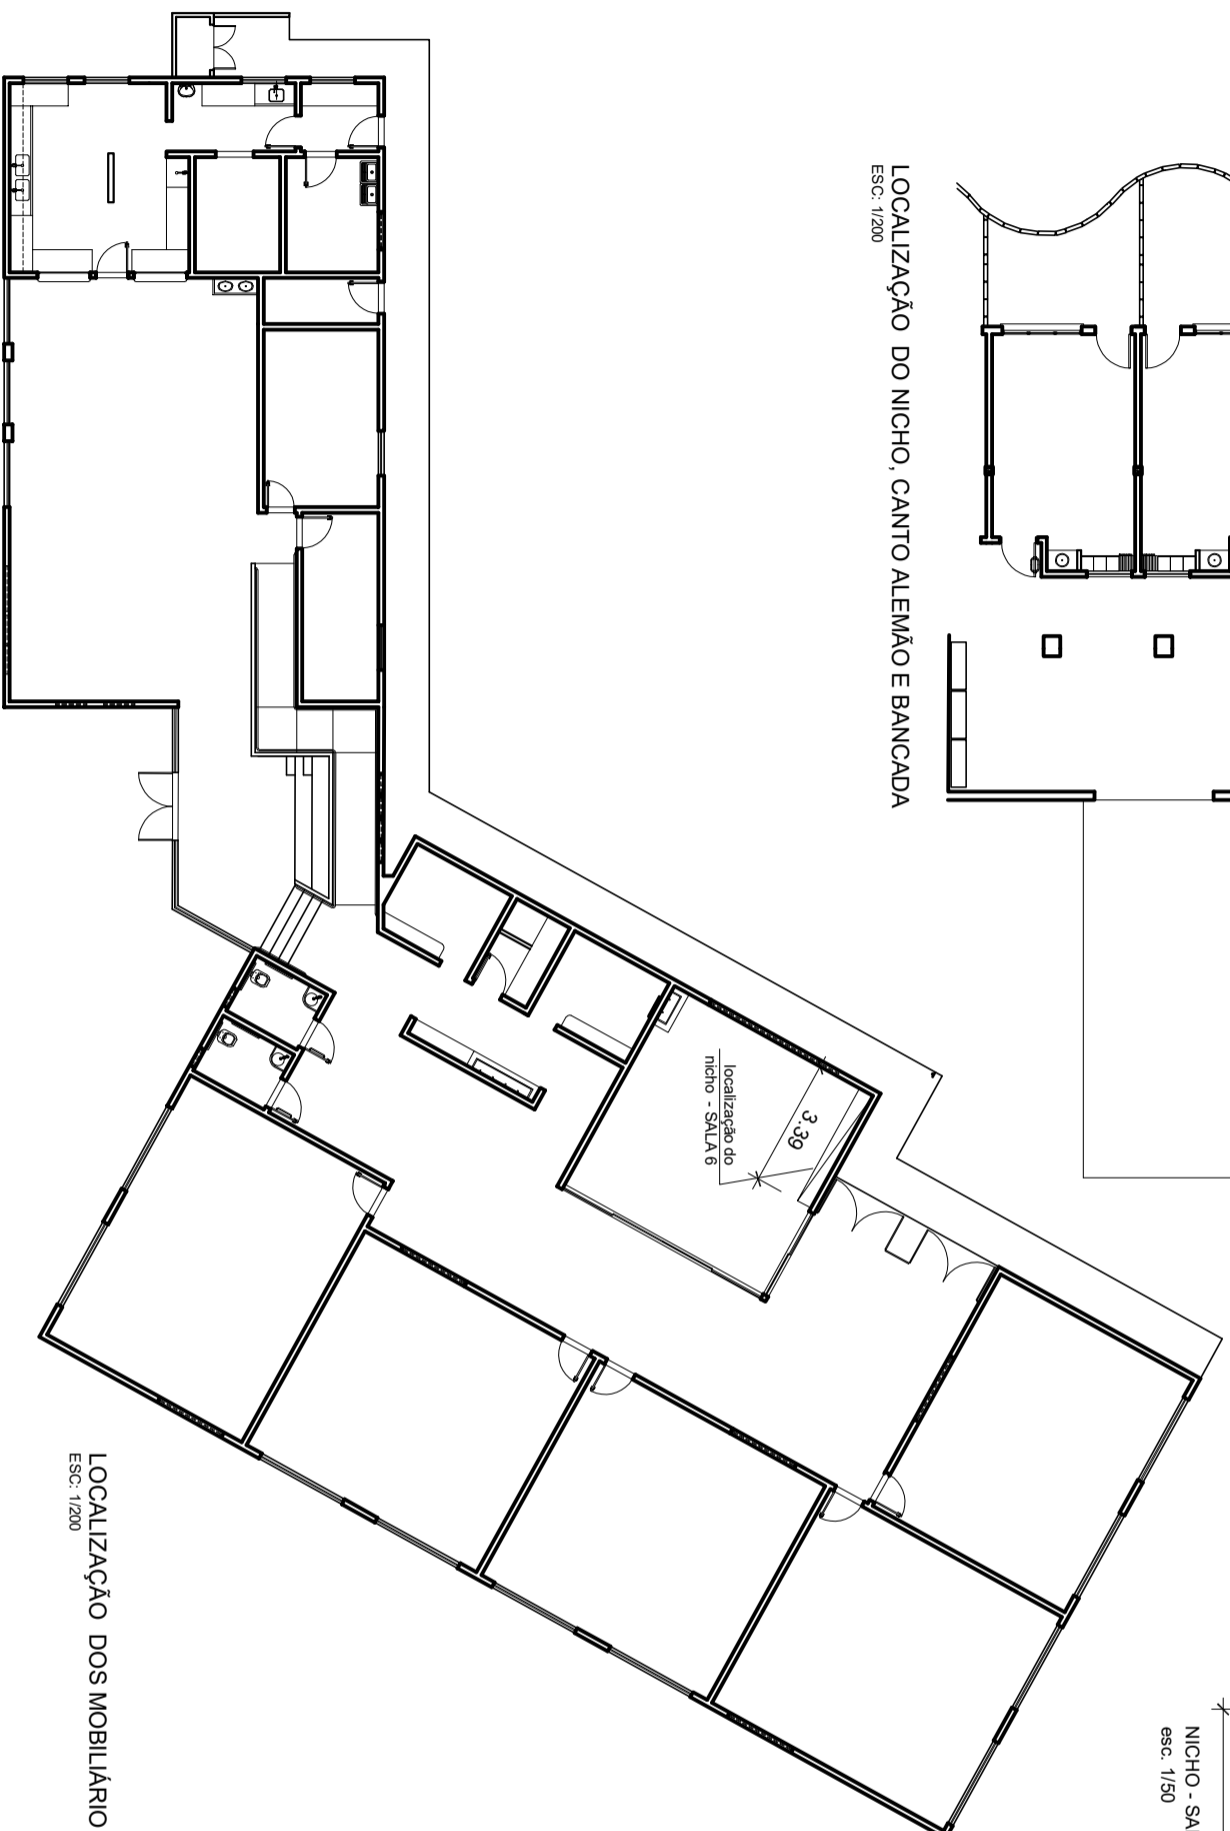 LOCALIZAÇÃO DO NICHO, CANTO ALEMÃO E BANCADA
ESC: 1/200
localização do
nicho - SALA 6
3.39
LOCALIZAÇÃO DOS MOBILIÁRIO
ESC: 1/200
NICHO - SA
esc. 1/50